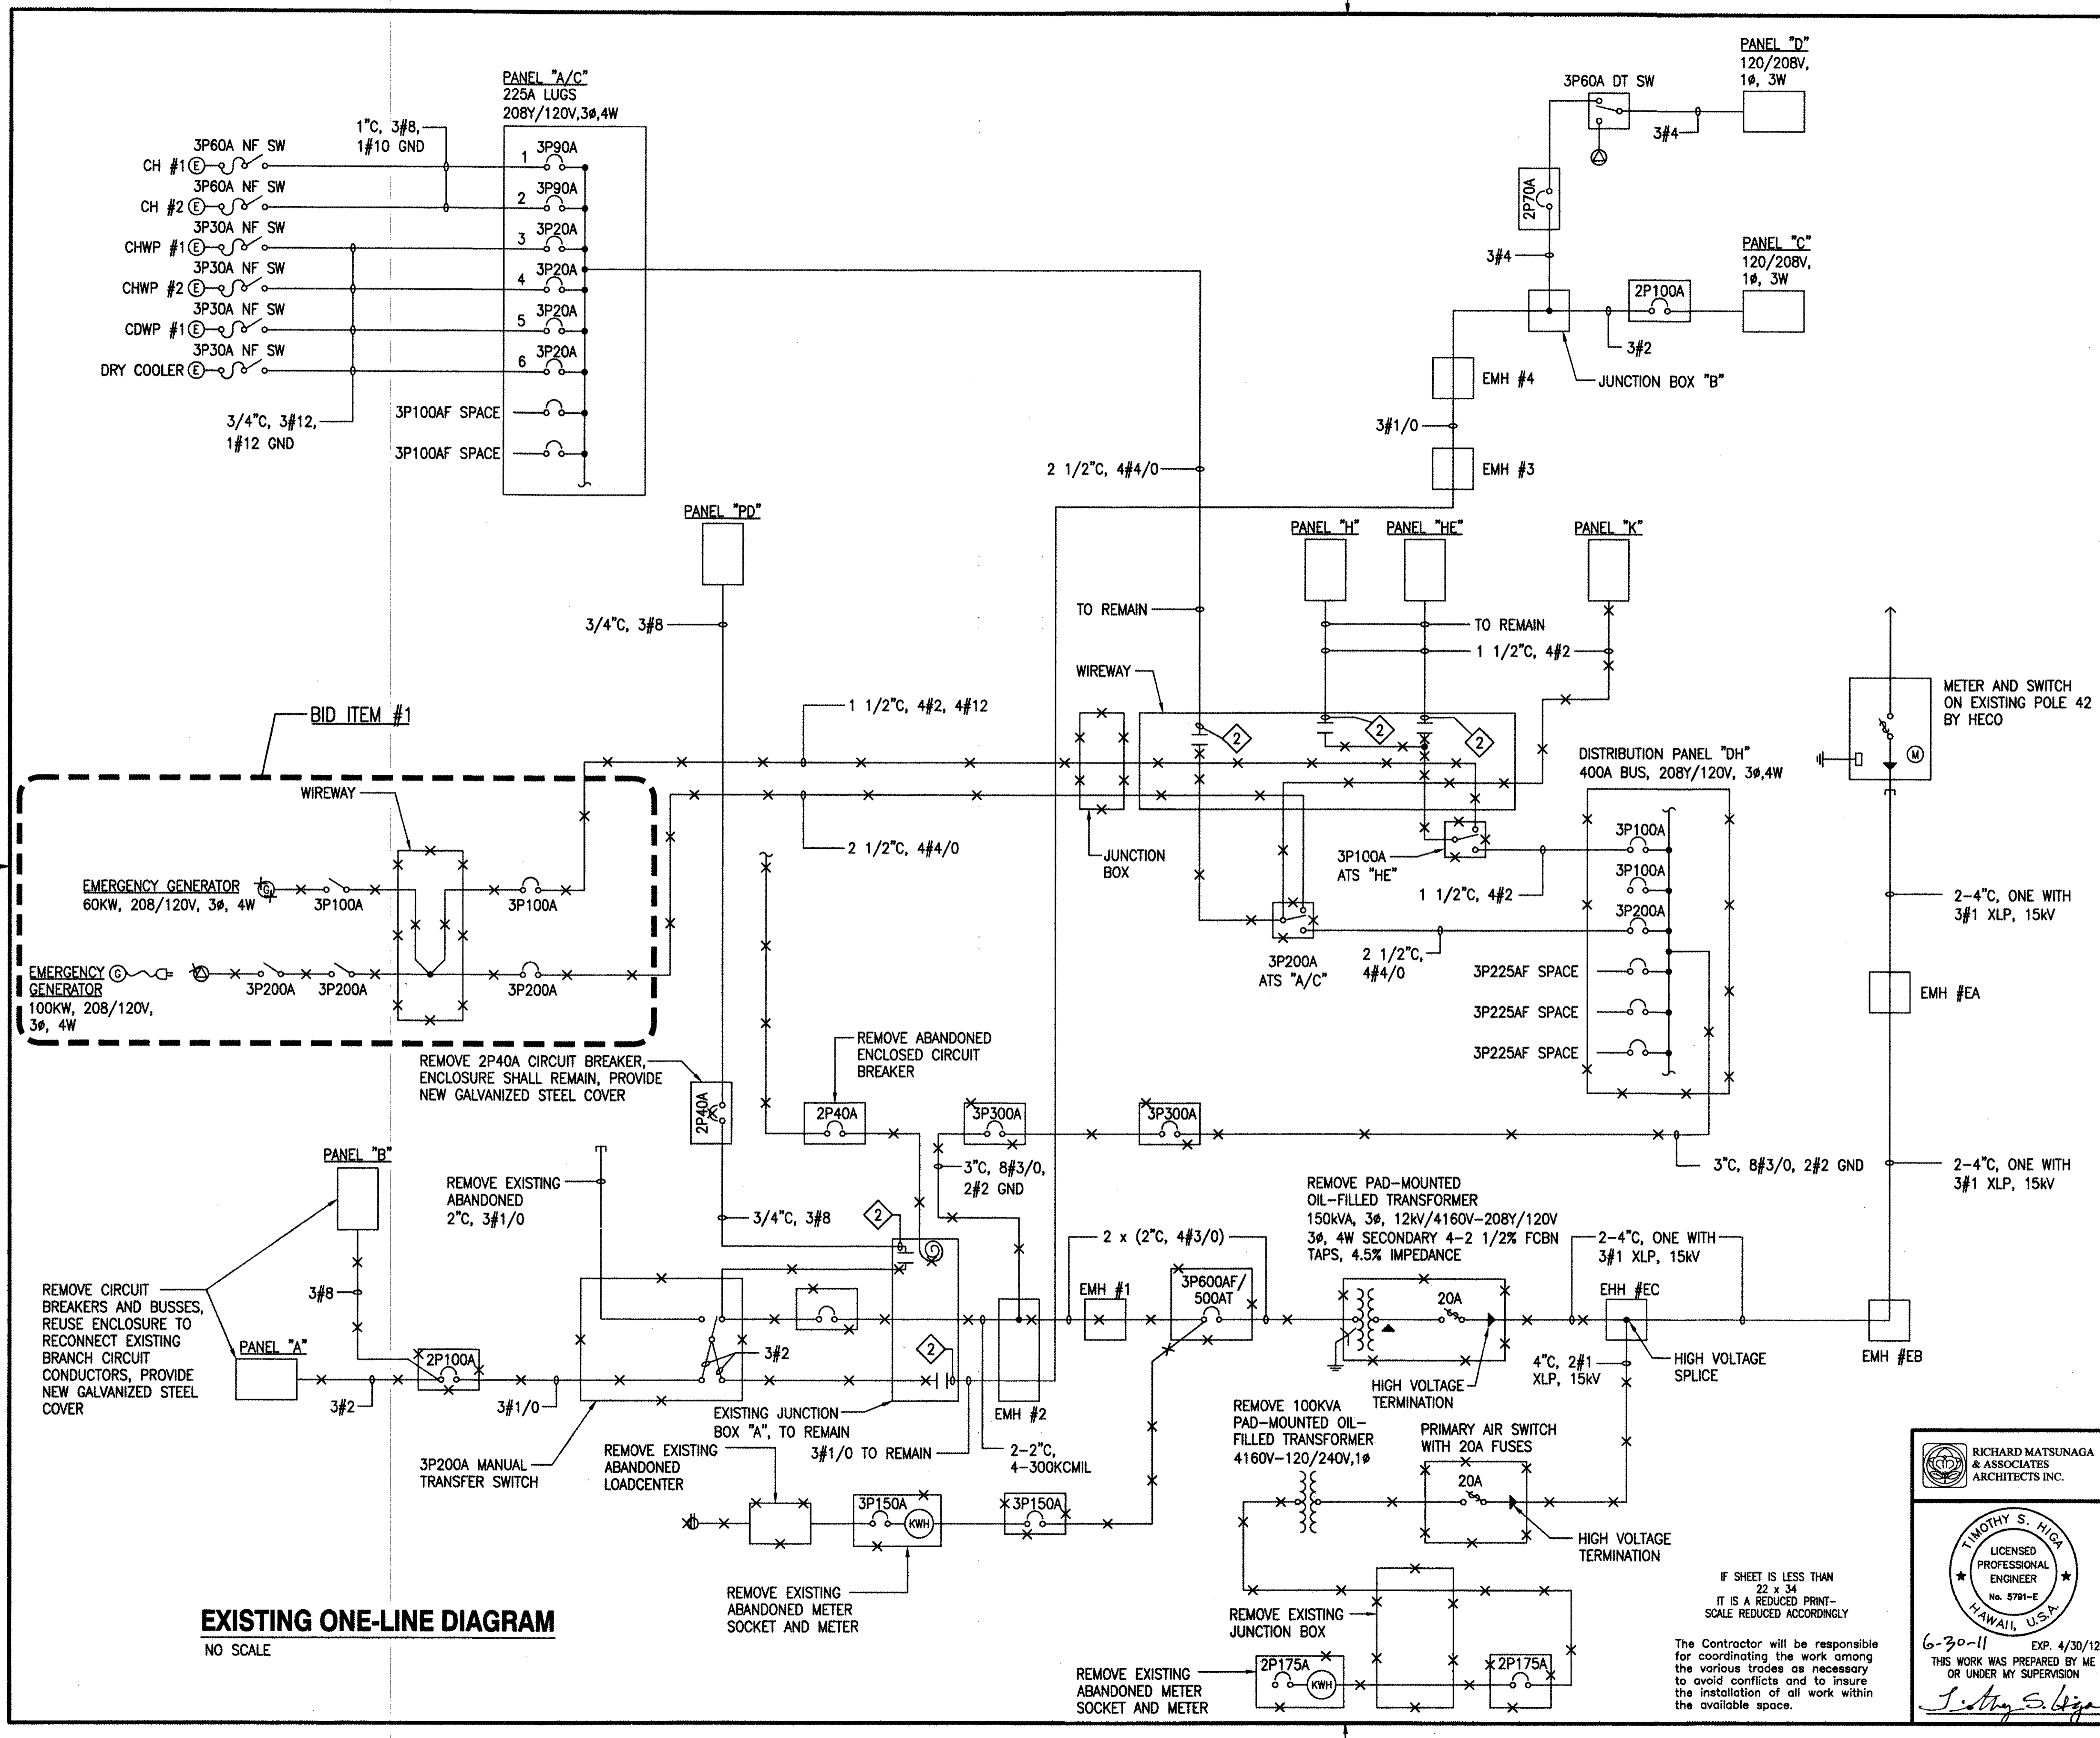 PANEL "A/C"
225A LUGS
208Y/120V,3ø,4W
1"C, 3#8,
1#10 GND
3P60A NF SW
CH #1 E
1
3P90A
3P60A NF SW
CH #2 E
2
3P90A
3P30A NF SW
CHWP #1 E
3
3P20A
3P30A NF SW
CHWP #2 E
4
3P20A
3P30A NF SW
CDWP #1 E
5
3P20A
3P30A NF SW
DRY COOLER E
6
3P20A
3P100AF SPACE
3P100AF SPACE
3/4"C, 3#12,
1#12 GND
PANEL "D"
120/208V,
1ø, 3W
3P60A DT SW
3#4
2P70A
3#4
PANEL "C"
120/208V,
1ø, 3W
2P100A
3#2
JUNCTION BOX "B"
EMH #4
3#1/0
EMH #3
2 1/2"C, 4#4/0
PANEL "PD"
3/4"C, 3#8
PANEL "H"
PANEL "HE"
PANEL "K"
TO REMAIN
TO REMAIN
1 1/2"C, 4#2
WIREWAY
2
2
2
METER AND SWITCH
ON EXISTING POLE 42
BY HECO
M
DISTRIBUTION PANEL "DH"
400A BUS, 208Y/120V, 3ø,4W
3P100A
3P100A
3P200A
3P225AF SPACE
3P225AF SPACE
3P225AF SPACE
BID ITEM #1
1 1/2"C, 4#2, 4#12
WIREWAY
2 1/2"C, 4#4/0
JUNCTION
BOX
3P100A
ATS "HE"
1 1/2"C, 4#2
3P200A
ATS "A/C"
2 1/2"C,
4#4/0
EMERGENCY GENERATOR
60KW, 208/120V, 3ø, 4W
G
3P100A
3P100A
EMERGENCY
GENERATOR
100KW, 208/120V,
3ø, 4W
G
3P200A
3P200A
3P200A
2-4"C, ONE WITH
3#1 XLP, 15kV
EMH #EA
REMOVE 2P40A CIRCUIT BREAKER,
ENCLOSURE SHALL REMAIN, PROVIDE
NEW GALVANIZED STEEL COVER
2P40A
REMOVE ABANDONED
ENCLOSED CIRCUIT
BREAKER
2P40A
3P300A
3P300A
3"C, 8#3/0,
2#2 GND
3"C, 8#3/0, 2#2 GND
2-4"C, ONE WITH
3#1 XLP, 15kV
PANEL "B"
REMOVE EXISTING
ABANDONED
2"C, 3#1/0
3/4"C, 3#8
2
REMOVE PAD-MOUNTED
OIL-FILLED TRANSFORMER
150kVA, 3ø, 12kV/4160V-208Y/120V
3ø, 4W SECONDARY 4-2 1/2% FCBN
TAPS, 4.5% IMPEDANCE
2 x (2"C, 4#3/0)
2-4"C, ONE WITH
3#1 XLP, 15kV
REMOVE CIRCUIT
BREAKERS AND BUSSES,
REUSE ENCLOSURE TO
RECONNECT EXISTING
BRANCH CIRCUIT
CONDUCTORS, PROVIDE
NEW GALVANIZED STEEL
COVER
3#8
PANEL "A"
2P100A
3#2
3#1/0
3#2
2
EMH #1
3P600AF/
500AT
20A
EHH #EC
EMH #EB
4"C, 2#1
XLP, 15kV
HIGH VOLTAGE
SPLICE
HIGH VOLTAGE
TERMINATION
EMH #2
EXISTING JUNCTION
BOX "A", TO REMAIN
3#1/0 TO REMAIN
2-2"C,
4-300KCMIL
3P200A MANUAL
TRANSFER SWITCH
REMOVE EXISTING
ABANDONED
LOADCENTER
REMOVE 100KVA
PAD-MOUNTED OIL-
FILLED TRANSFORMER
4160V-120/240V,1ø
PRIMARY AIR SWITCH
WITH 20A FUSES
20A
HIGH VOLTAGE
TERMINATION
3P150A
KWH
3P150A
REMOVE EXISTING
ABANDONED METER
SOCKET AND METER
REMOVE EXISTING
JUNCTION BOX
REMOVE EXISTING
ABANDONED METER
SOCKET AND METER
2P175A
KWH
2P175A
EXISTING ONE-LINE DIAGRAM
NO SCALE
IF SHEET IS LESS THAN
22 x 34
IT IS A REDUCED PRINT-
SCALE REDUCED ACCORDINGLY
The Contractor will be responsible
for coordinating the work among
the various trades as necessary
to avoid conflicts and to insure
the installation of all work within
the available space.
RICHARD MATSUNAGA
& ASSOCIATES
ARCHITECTS INC.
TIMOTHY S. HIGA
LICENSED
PROFESSIONAL
ENGINEER
No. 5791-E
HAWAII, U.S.A.
6-30-11
EXP. 4/30/12
THIS WORK WAS PREPARED BY ME
OR UNDER MY SUPERVISION
Timothy S. Higa